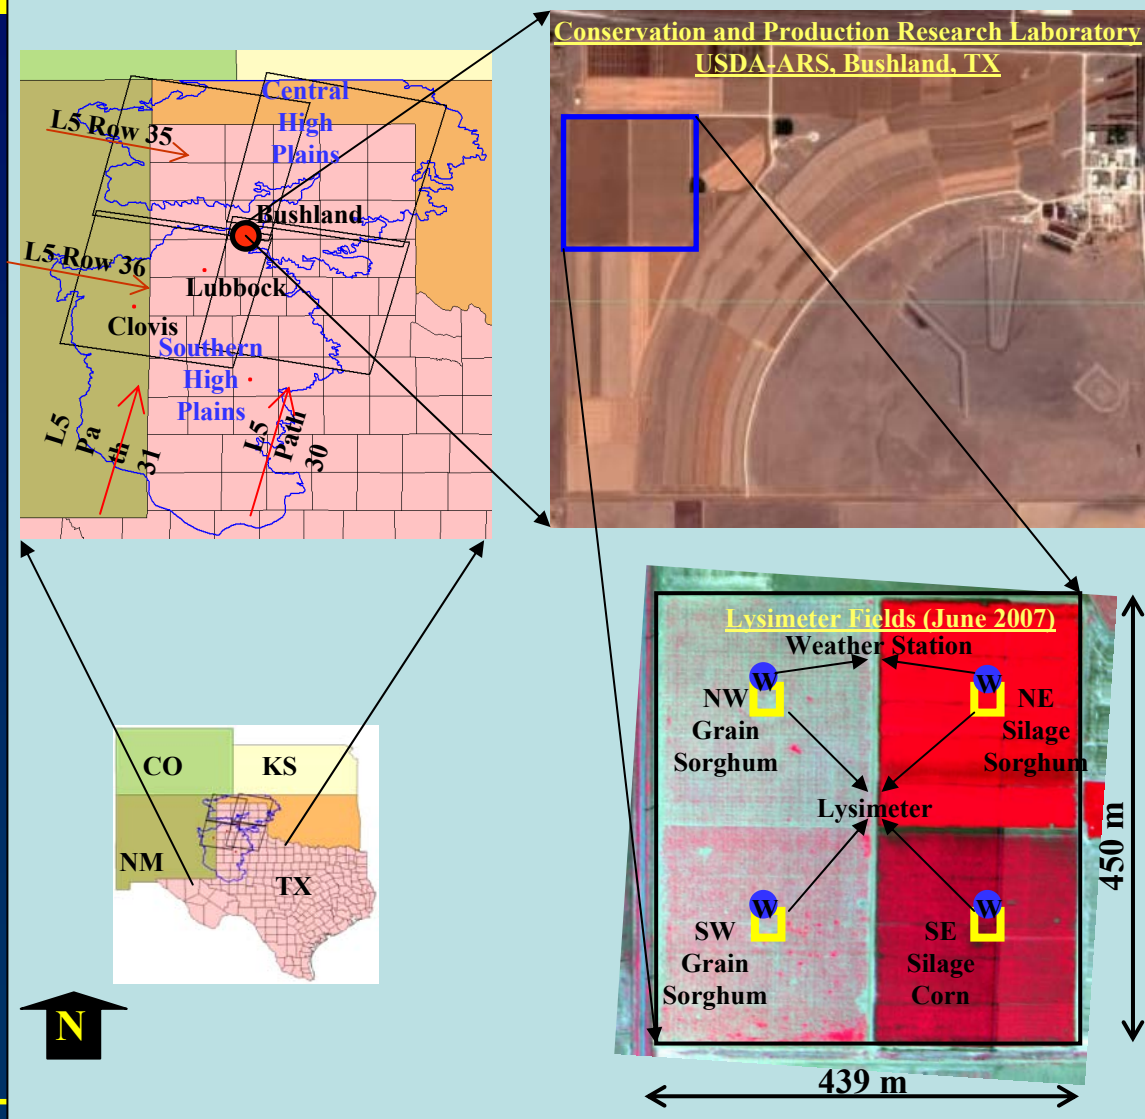 Conservation and Production Research Laboratory
USDA-ARS, Bushland, TX
Central
High
Plains
L5 Row 35
Bushland
L5 Row 36
Lubbock
Clovis
Southern
High
Plains
L5
Pa
th
31
L5
Path
30
CO
KS
NM
TX
N
Lysimeter Fields (June 2007)
Weather Station
W
W
NW
Grain
Sorghum
NE
Silage
Sorghum
Lysimeter
W
W
SW
Grain
Sorghum
SE
Silage
Corn
450 m
439 m